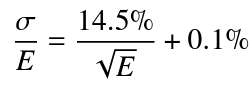 σ/E = 14.5%/√E + 0.1%